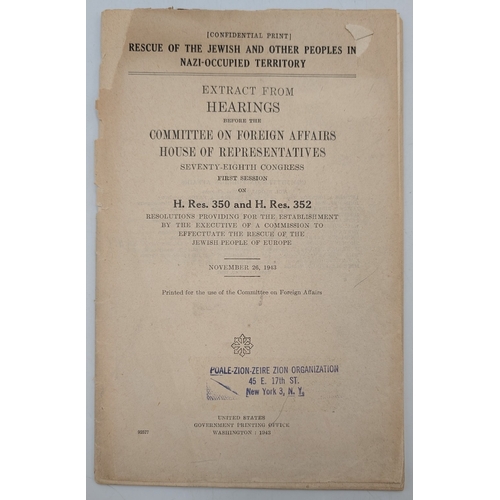 [CONFIDENTIAL PRINT]
RESCUE OF THE JEWISH AND OTHER PEOPLES IN
NAZI-OCCUPIED TERRITORY
EXTRACT FROM
HEARINGS
BEFORE THE
COMMITTEE ON FOREIGN AFFAIRS
HOUSE OF REPRESENTATIVES
SEVENTY-EIGHTH CONGRESS
FIRST SESSION
ON
H. Res. 350 and H. Res. 352
RESOLUTIONS PROVIDING FOR THE ESTABLISHMENT
BY THE EXECUTIVE OF A COMMISSION TO
EFFECTUATE THE RESCUE OF THE
JEWISH PEOPLE OF EUROPE
NOVEMBER 26, 1943
Printed for the use of the Committee on Foreign Affairs
POALE-ZION-ZEIRE ZION ORGANIZATION
45 E. 17th ST.
New York 3, N. Y.
UNITED STATES
GOVERNMENT PRINTING OFFICE
WASHINGTON : 1943